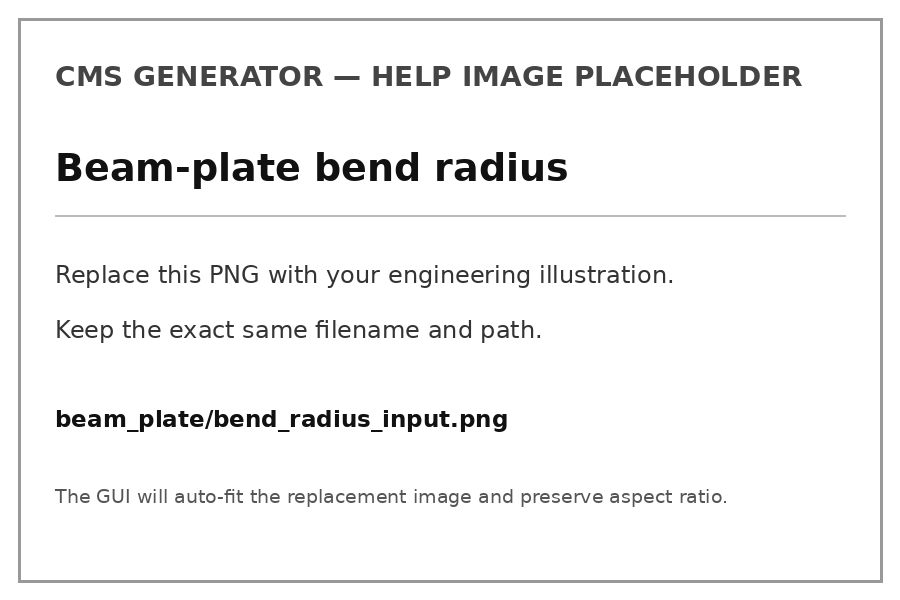 CMS GENERATOR — HELP IMAGE PLACEHOLDER
Beam-plate bend radius
Replace this PNG with your engineering illustration.
Keep the exact same filename and path.
beam_plate/bend_radius_input.png
The GUI will auto-fit the replacement image and preserve aspect ratio.